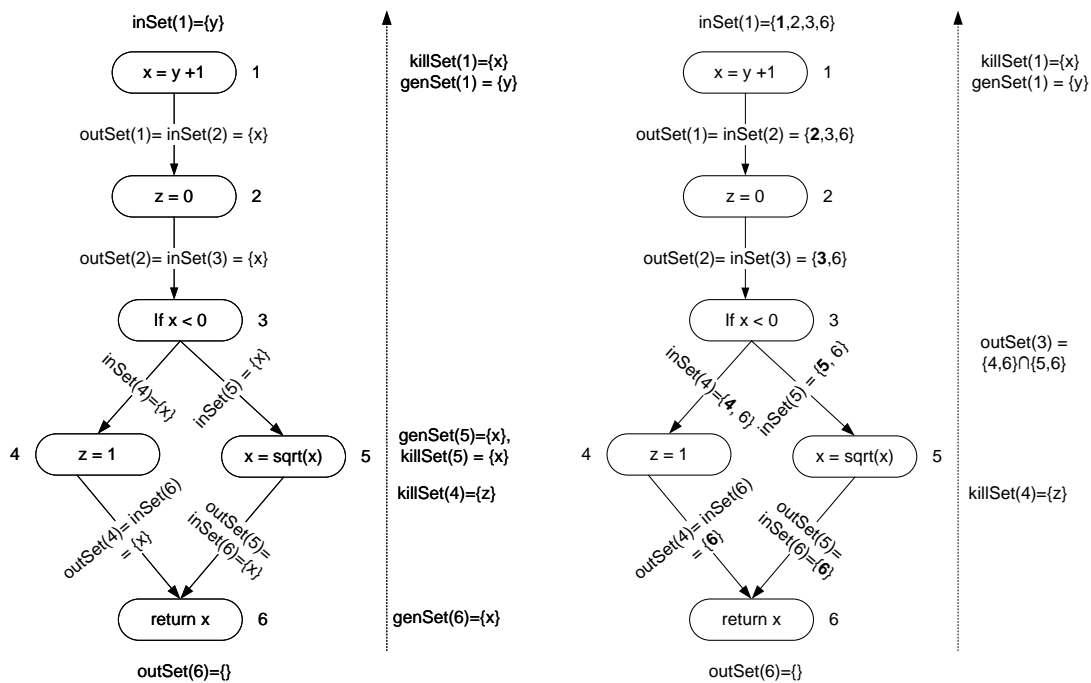 inSet(1)={y}
x = y +1
1
killSet(1)={x}
genSet(1) = {y}
outSet(1)= inSet(2) = {x}
z = 0
2
outSet(2)= inSet(3) = {x}
If x < 0
3
inSet(4)={x}
inSet(5) = {x}
4
z = 1
x = sqrt(x)
5
genSet(5)={x},
killSet(5) = {x}
killSet(4)={z}
outSet(4)= inSet(6)
= {x}
outSet(5)=
inSet(6)={x}
return x
6
genSet(6)={x}
outSet(6)={}
inSet(1)={1,2,3,6}
x = y +1
1
killSet(1)={x}
genSet(1) = {y}
outSet(1)= inSet(2) = {2,3,6}
z = 0
2
outSet(2)= inSet(3) = {3,6}
If x < 0
3
outSet(3) =
{4,6}∩{5,6}
inSet(4)={4, 6}
inSet(5) = {5, 6}
4
z = 1
x = sqrt(x)
5
killSet(4)={z}
outSet(4)= inSet(6)
= {6}
outSet(5)=
inSet(6)={6}
return x
6
outSet(6)={}